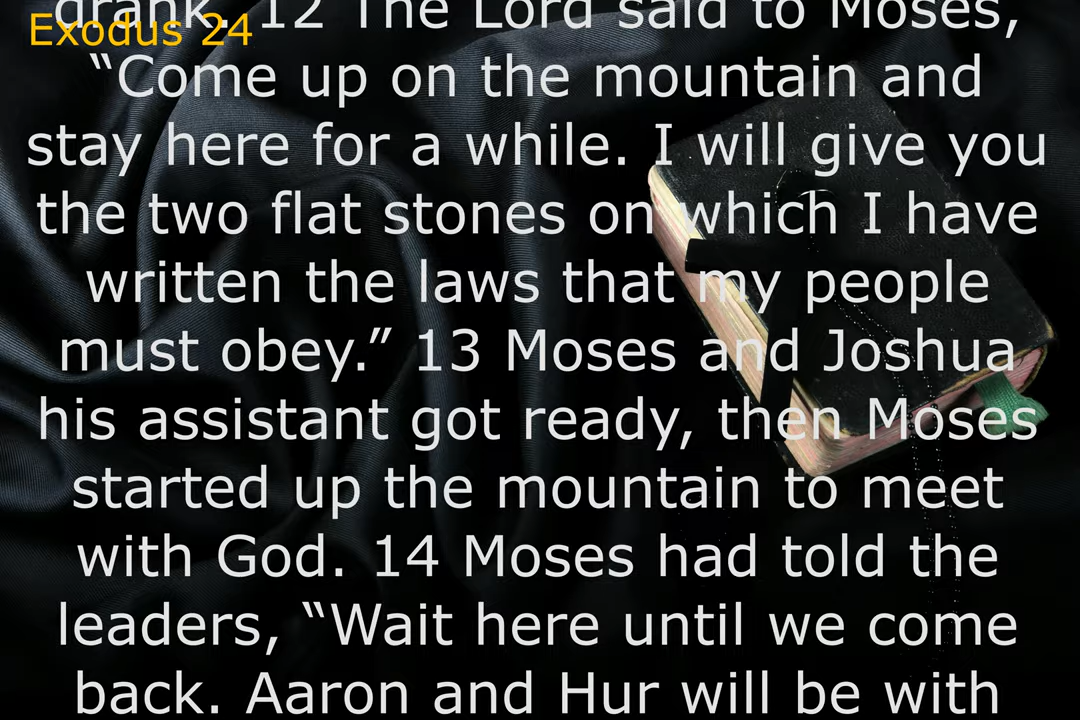 drank. 12 The Lord said to Moses,
Exodus 24
“Come up on the mountain and
stay here for a while. I will give you
the two flat stones on which I have
written the laws that my people
must obey.” 13 Moses and Joshua
his assistant got ready, then Moses
started up the mountain to meet
with God. 14 Moses had told the
leaders, “Wait here until we come
back. Aaron and Hur will be with